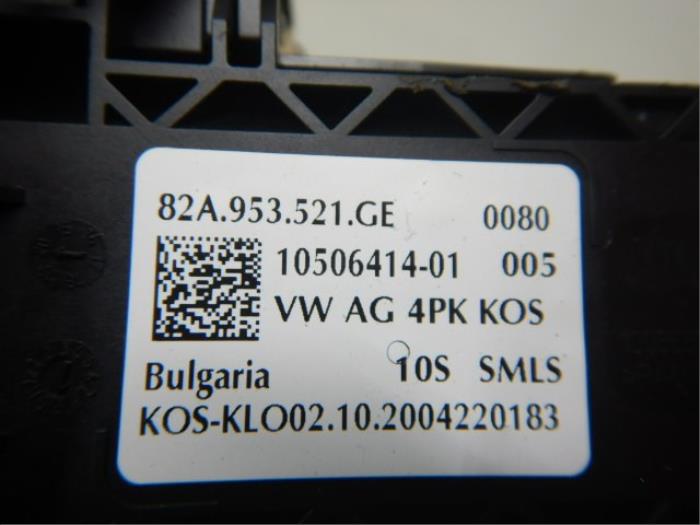 82A.953.521.GE 0080
10506414-01 005
VW AG 4PK KOS
Bulgaria 10S SMLS
KOS-KLO02.10.2004220183